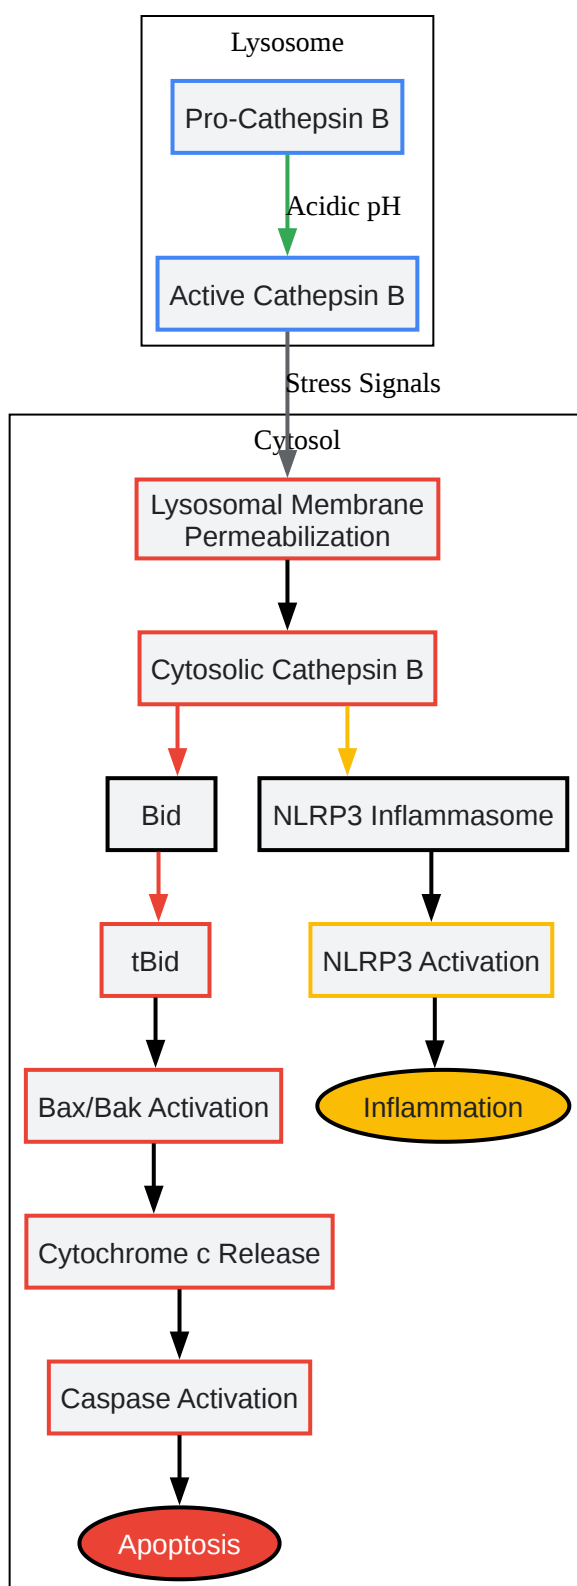 Lysosome
Pro-Cathepsin B
Acidic pH
Active Cathepsin B
Stress Signals
Cytosol
Lysosomal Membrane
Permeabilization
Cytosolic Cathepsin B
Bid
NLRP3 Inflammasome
tBid
NLRP3 Activation
Bax/Bak Activation
Inflammation
Cytochrome c Release
Caspase Activation
Apoptosis